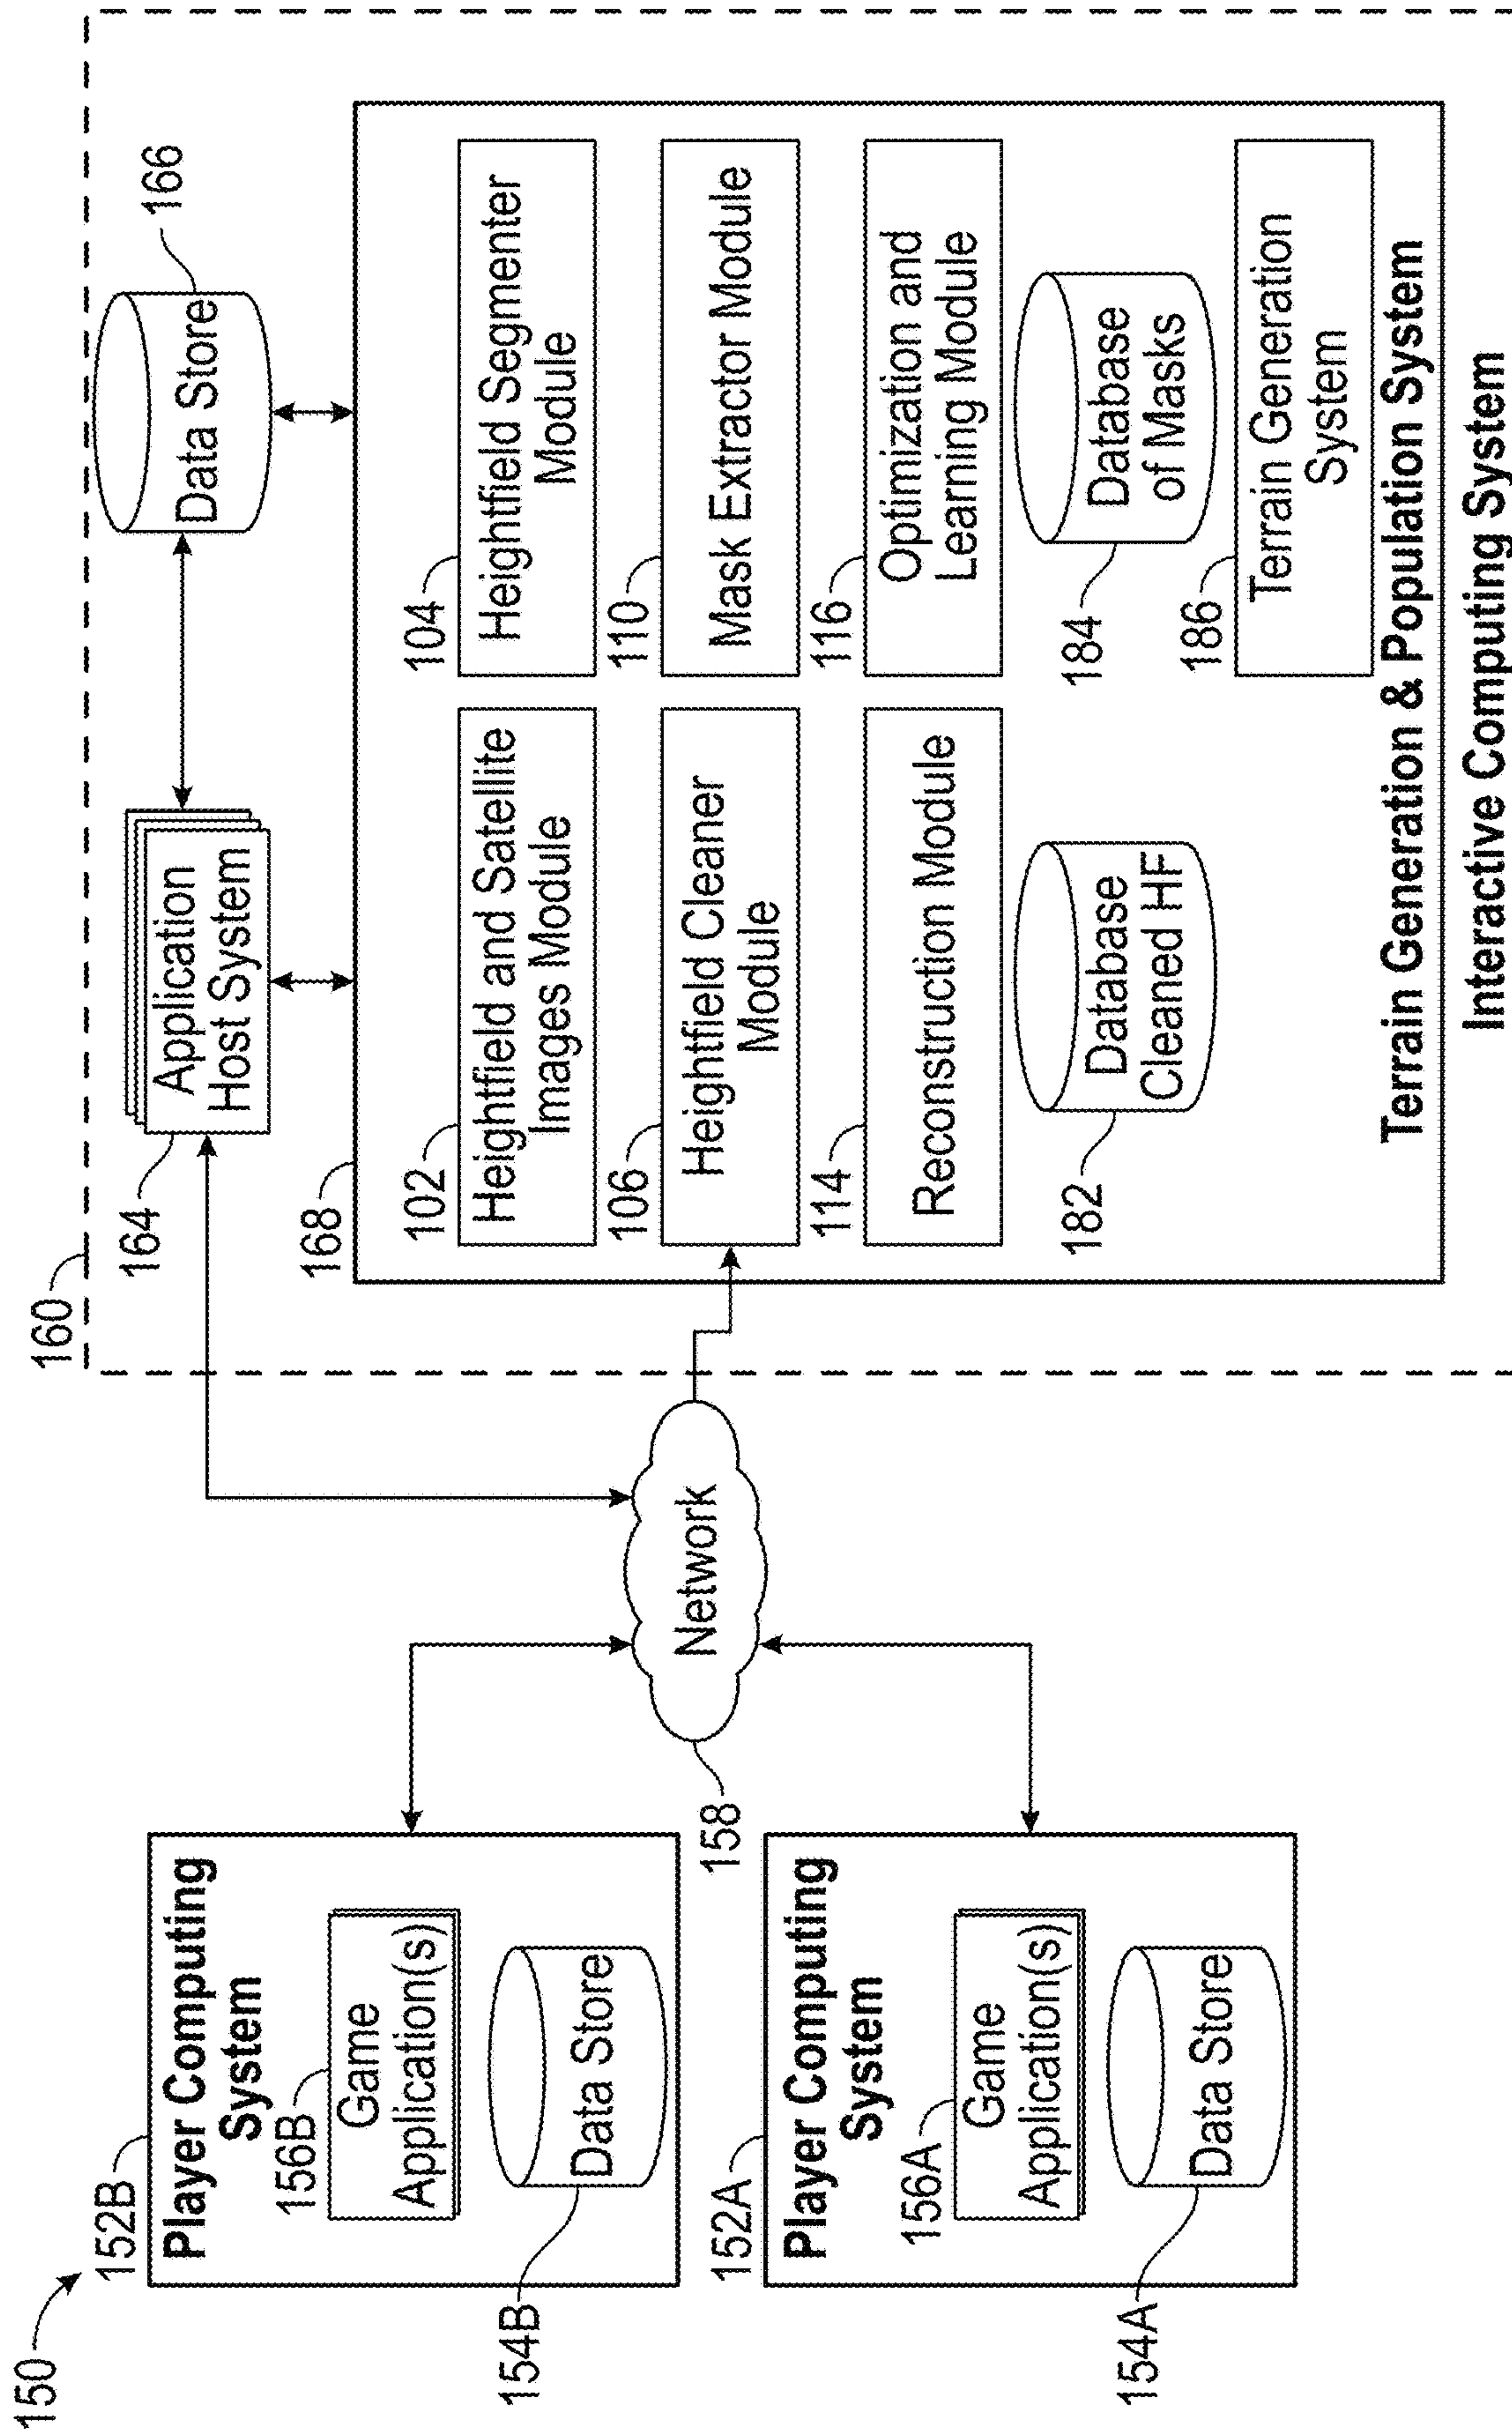 150
152B
Player Computing
System
156B
Game
Application(s)
Data Store
154B
152A
Player Computing
System
156A
Game
Application(s)
Data Store
154A
Network
158
160
164
Application
Host System
Data Store
166
168
102
Heightfield and Satellite
Images Module
104
Heightfield Segmenter
Module
106
Heightfield Cleaner
Module
110
Mask Extractor Module
114
Reconstruction Module
116
Optimization and
Learning Module
Database
Cleaned HF
182
Database
of Masks
184
186
Terrain Generation
System
Terrain Generation & Population System
Interactive Computing System